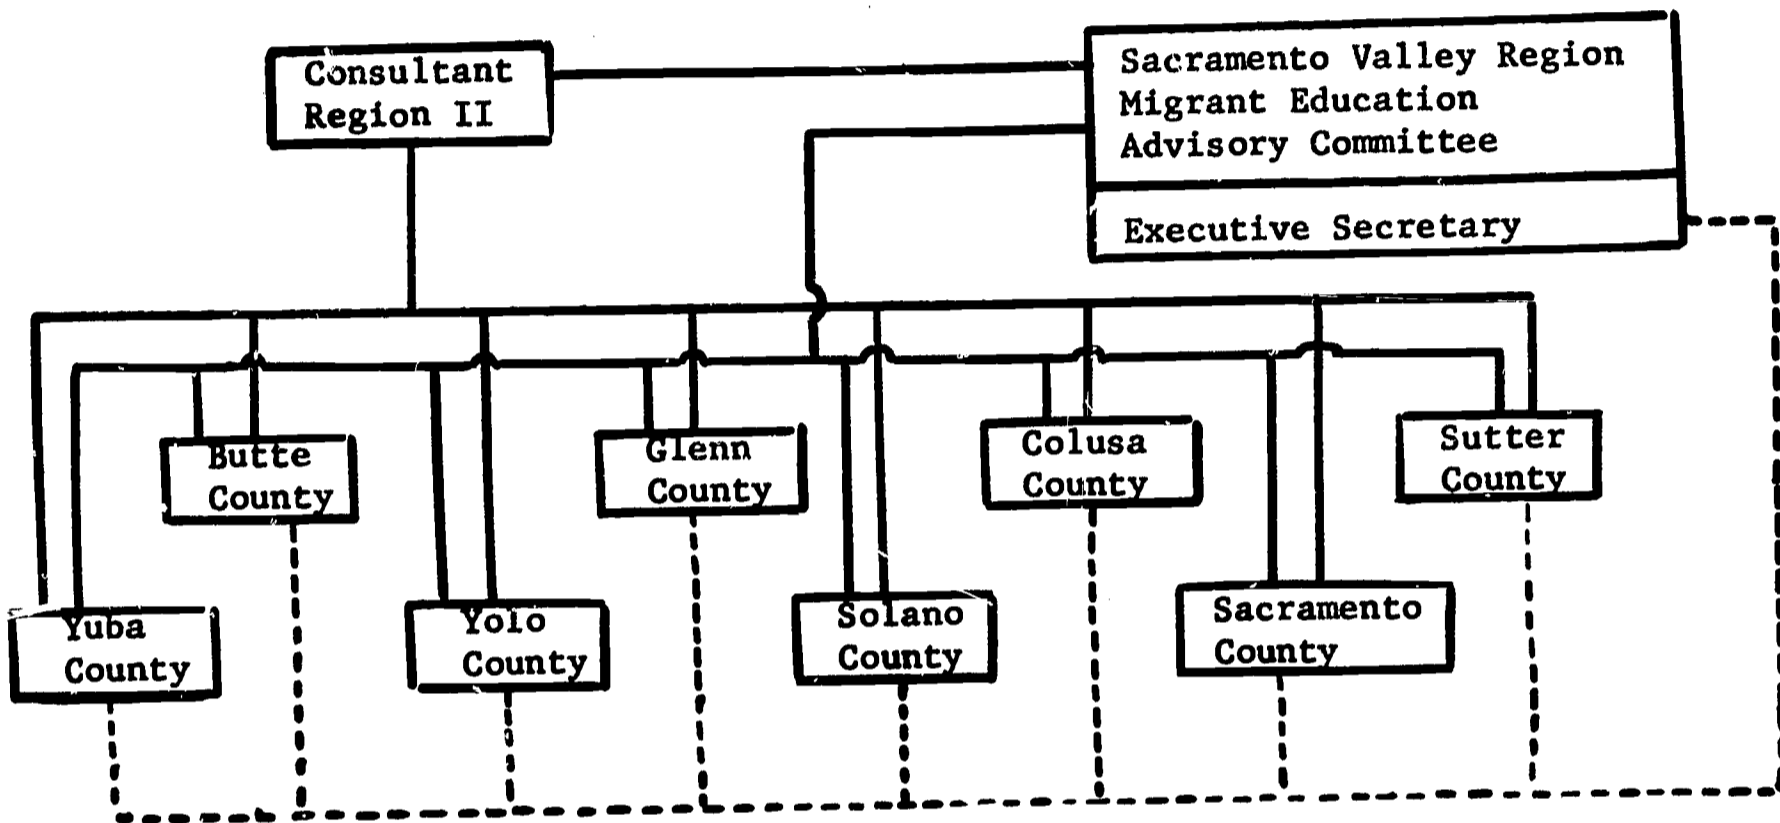 Consultant
Region II
Sacramento Valley Region
Migrant Education
Advisory Committee
Executive Secretary
Butte
County
Glenn
County
Colusa
County
Sutter
County
Yuba
County
Yolo
County
Solano
County
Sacramento
County